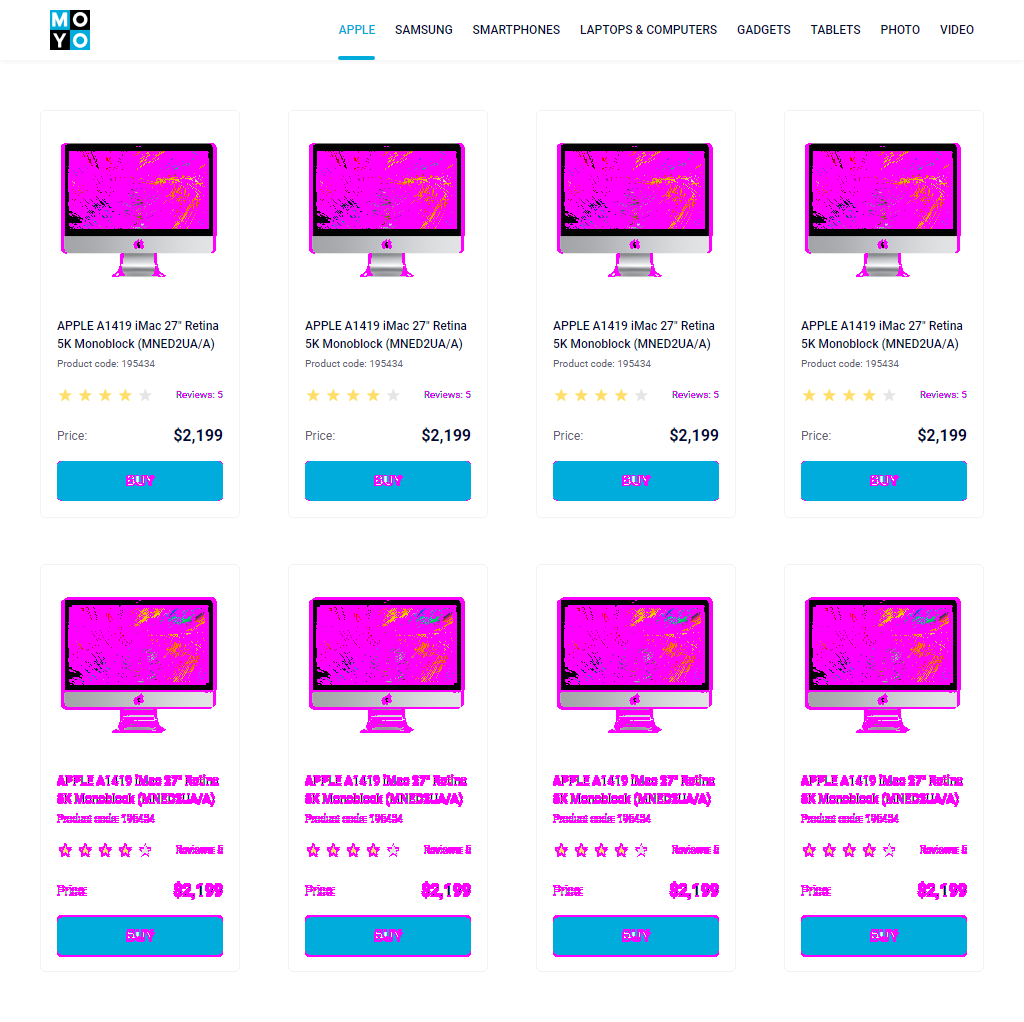 MO
YO
APPLE SAMSUNG SMARTPHONES LAPTOPS & COMPUTERS GADGETS TABLETS PHOTO VIDEO
APPLE A1419 iMac 27" Retina
5K Monoblock (MNED2UA/A)
Product code: 195434
Reviews: 5
Price: $2,199
BUY
APPLE A1419 iMac 27" Retina
5K Monoblock (MNED2UA/A)
Product code: 195434
Reviews: 5
Price: $2,199
BUY
APPLE A1419 iMac 27" Retina
5K Monoblock (MNED2UA/A)
Product code: 195434
Reviews: 5
Price: $2,199
BUY
APPLE A1419 iMac 27" Retina
5K Monoblock (MNED2UA/A)
Product code: 195434
Reviews: 5
Price: $2,199
BUY
APPLE A1419 iMac 27" Retina
5K Monoblock (MNED2UA/A)
Product code: 195434
Reviews: 5
Price: $2,199
BUY
APPLE A1419 iMac 27" Retina
5K Monoblock (MNED2UA/A)
Product code: 195434
Reviews: 5
Price: $2,199
BUY
APPLE A1419 iMac 27" Retina
5K Monoblock (MNED2UA/A)
Product code: 195434
Reviews: 5
Price: $2,199
BUY
APPLE A1419 iMac 27" Retina
5K Monoblock (MNED2UA/A)
Product code: 195434
Reviews: 5
Price: $2,199
BUY